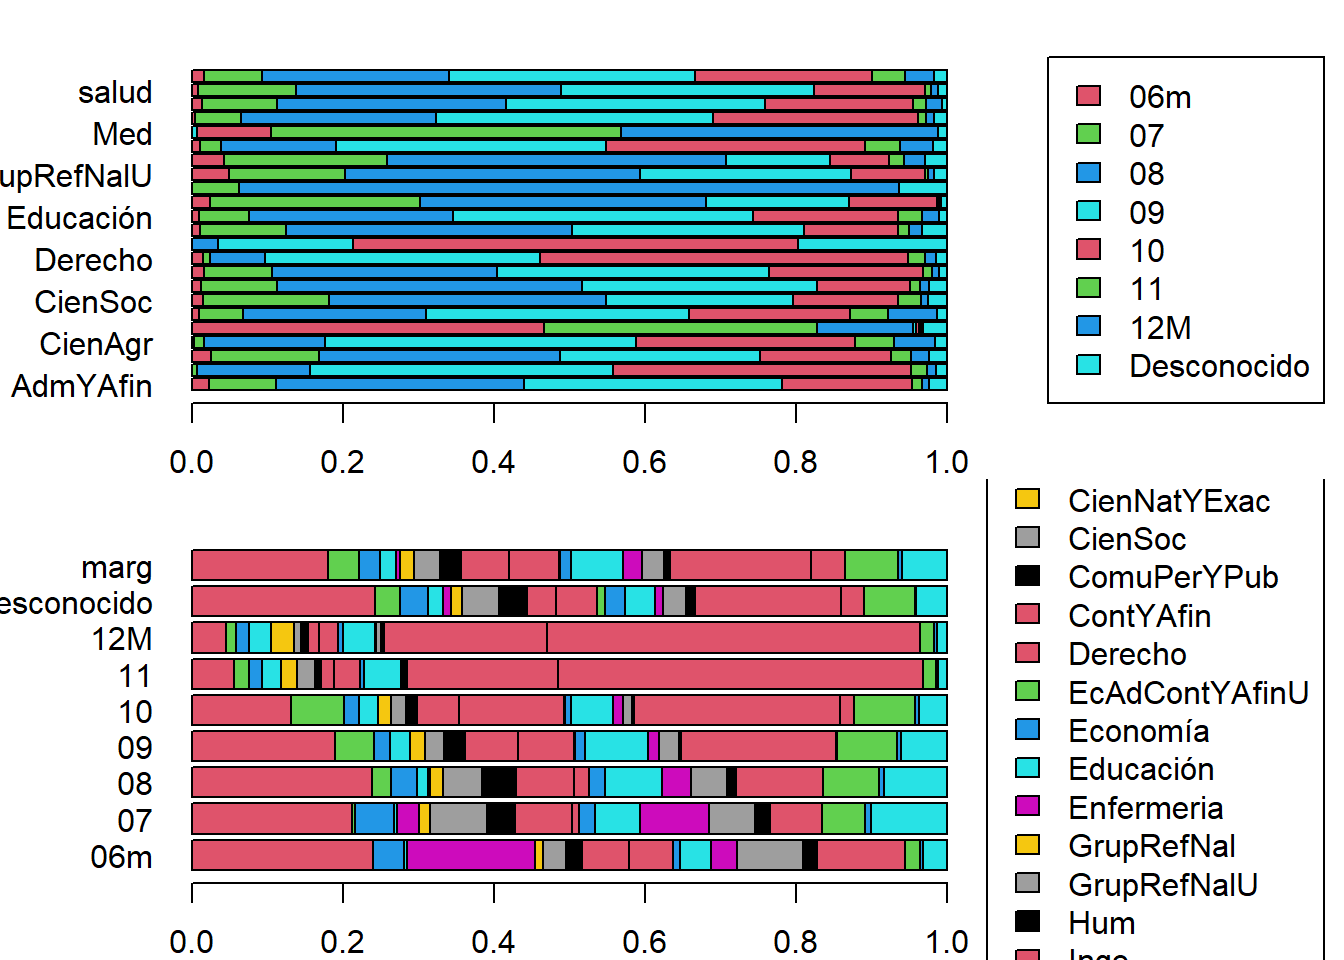 salud
Med
upRefNalU
Educación
Derecho
CienSoc
CienAgr
AdmYAfin
0.0 0.2 0.4 0.6 0.8 1.0
06m
07
08
09
10
11
12M
Desconocido
marg
esconocido
12M
11
10
09
08
07
06m
0.0 0.2 0.4 0.6 0.8 1.0
CienNatYExac
CienSoc
ComuPerYPub
ContYAfin
Derecho
EcAdContYAfinU
Economía
Educación
Enfermeria
GrupRefNal
GrupRefNalU
Hum